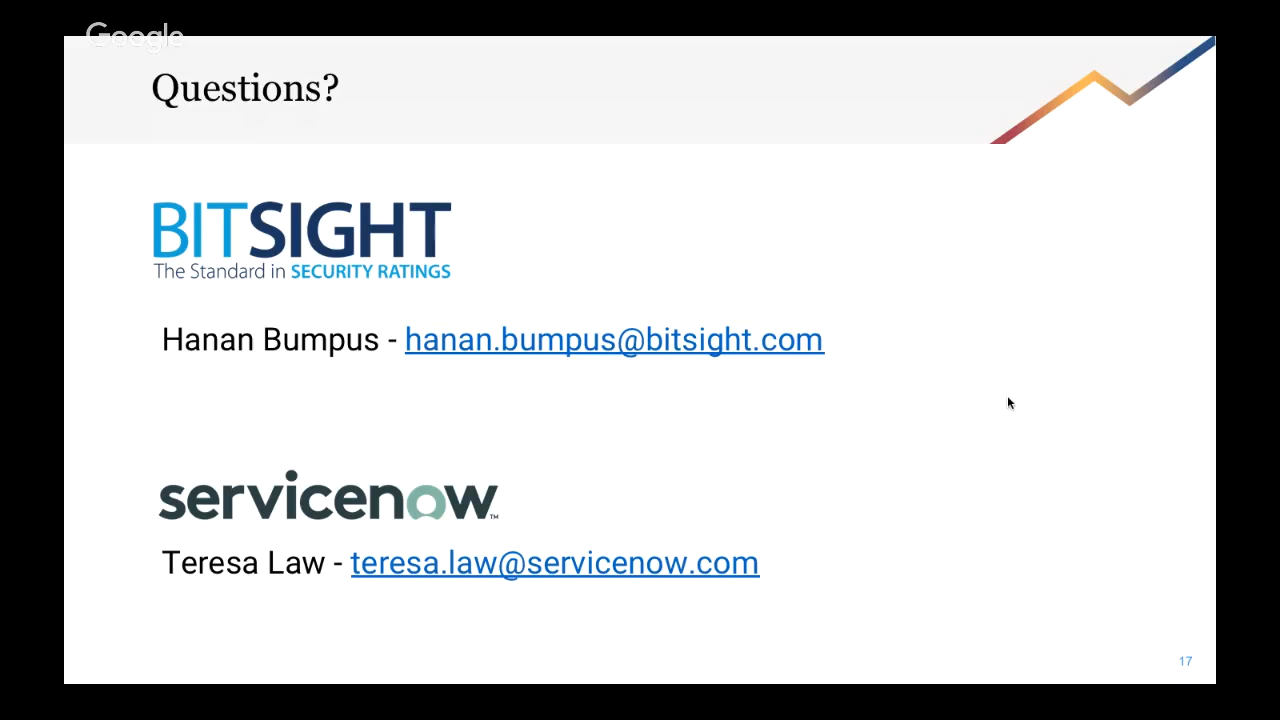 Google
Questions?
BITSIGHT
The Standard in SECURITY RATINGS
Hanan Bumpus - hanan.bumpus@bitsight.com
servicenow™
Teresa Law - teresa.law@servicenow.com
17